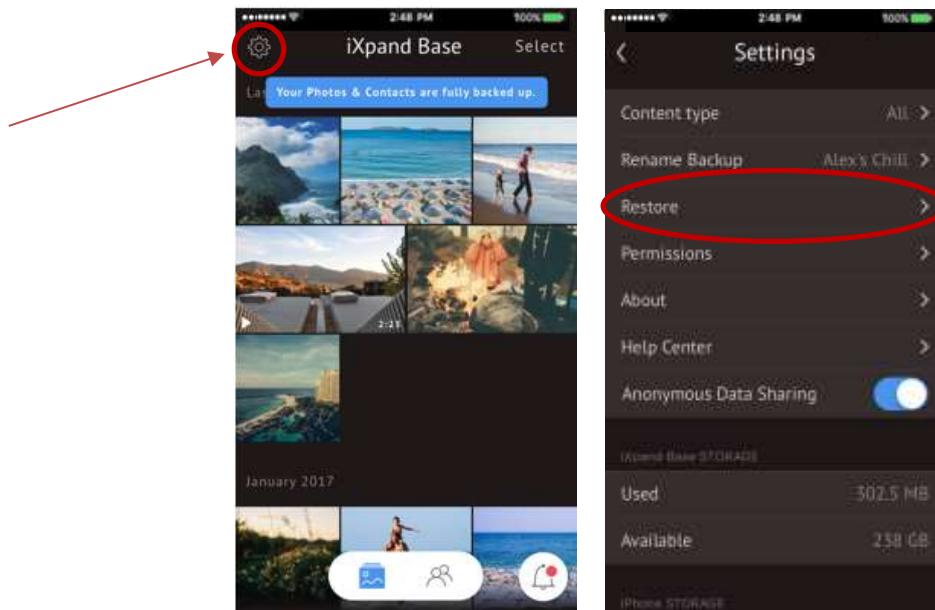 2:48 PM 100%
iXpand Base Select
Your Photos & Contacts are fully backed up.
2:23
January 2017
2:48 PM 100%
Settings
Content type All
Rename Backup Alex's Chill
Restore
Permissions
About
Help Center
Anonymous Data Sharing
iXpand Base STORAGE
Used 302.5 MB
Available 238 GB
iPhone STORAGE